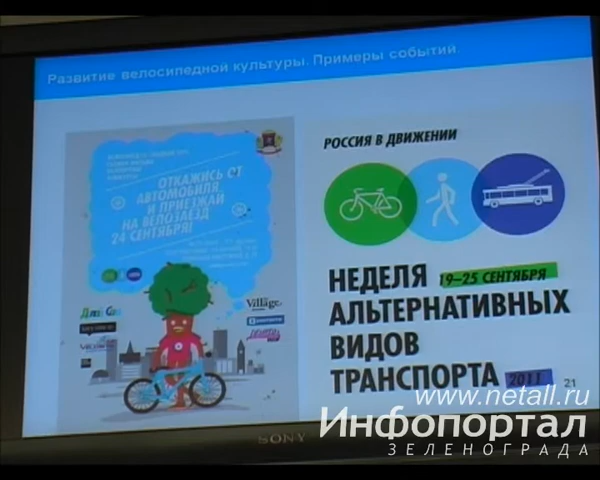 Развитие велосипедной культуры. Примеры событий.
ОТКАЖИСЬ ОТ
АВТОМОБИЛЯ
И ПРИЕЗЖАЙ
НА ВЕЛОЗАЕЗД
24 СЕНТЯБРЯ!
Village
РОССИЯ В ДВИЖЕНИИ
НЕДЕЛЯ 19–25 СЕНТЯБРЯ
АЛЬТЕРНАТИВНЫХ
ВИДОВ
ТРАНСПОРТА 2011
21
SONY
www.netall.ru
Инфопортал
ЗЕЛЕНОГРАДА